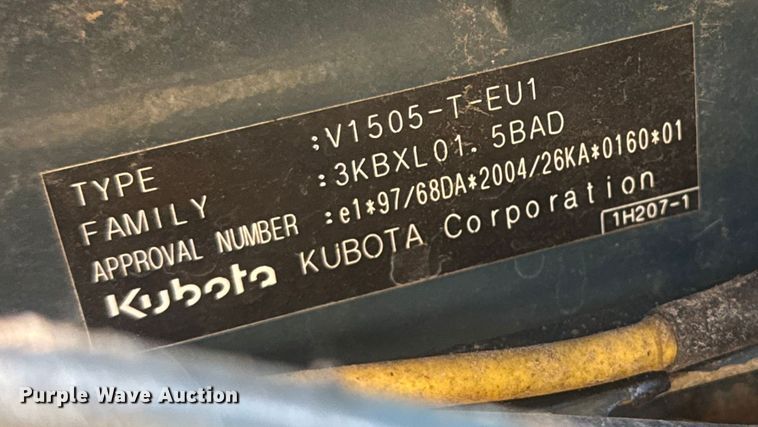 TYPE :V1505-T-EU1
FAMILY :3KBXL01.5BAD
APPROVAL NUMBER :e1*97/68DA*2004/26KA*0160*01
Kubota KUBOTA Corporation
1H207-1
Purple Wave Auction